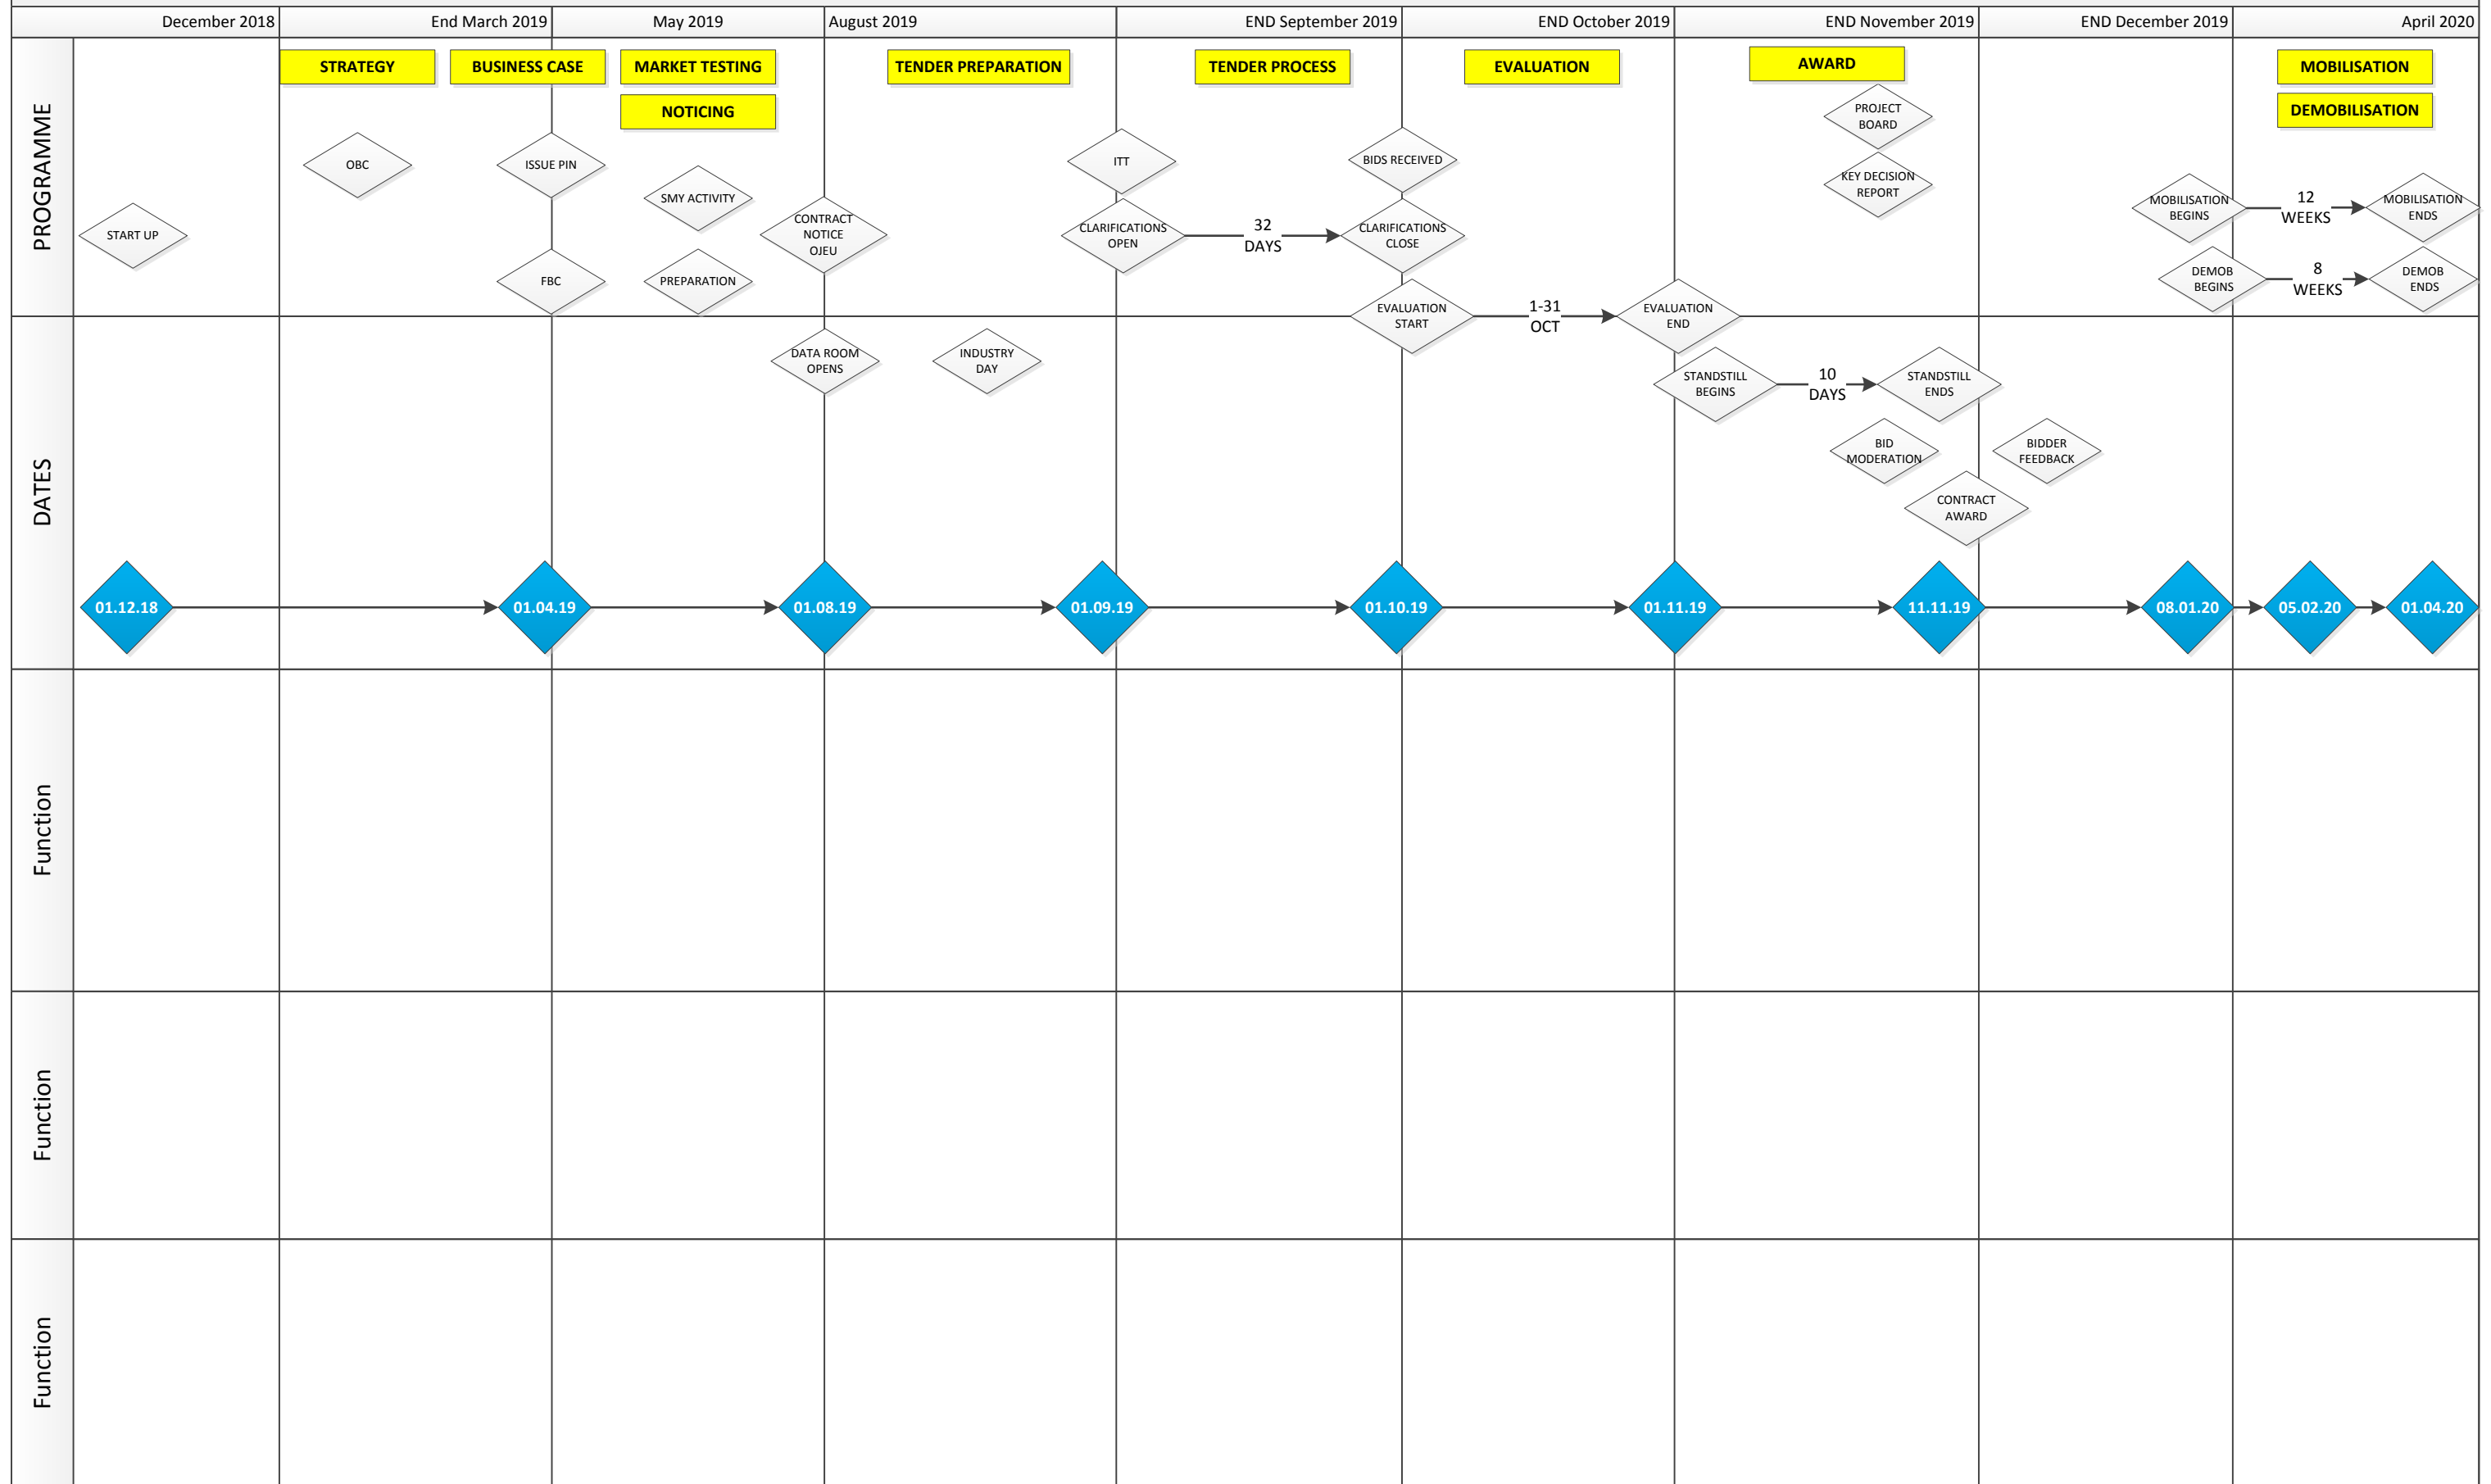 December 2018
End March 2019
May 2019
August 2019
END September 2019
END October 2019
END November 2019
END December 2019
April 2020
PROGRAMME
STRATEGY
BUSINESS CASE
MARKET TESTING
NOTICING
TENDER PREPARATION
TENDER PROCESS
EVALUATION
AWARD
MOBILISATION
DEMOBILISATION
START UP
OBC
ISSUE PIN
FBC
SMY ACTIVITY
PREPARATION
CONTRACT
NOTICE
OJEU
ITT
CLARIFICATIONS
OPEN
32
DAYS
BIDS RECEIVED
CLARIFICATIONS
CLOSE
EVALUATION
START
1-31
OCT
EVALUATION
END
PROJECT
BOARD
KEY DECISION
REPORT
MOBILISATION
BEGINS
12
WEEKS
MOBILISATION
ENDS
DEMOB
BEGINS
8
WEEKS
DEMOB
ENDS
DATES
DATA ROOM
OPENS
INDUSTRY
DAY
STANDSTILL
BEGINS
10
DAYS
STANDSTILL
ENDS
BID
MODERATION
BIDDER
FEEDBACK
CONTRACT
AWARD
01.12.18
01.04.19
01.08.19
01.09.19
01.10.19
01.11.19
11.11.19
08.01.20
05.02.20
01.04.20
Function
Function
Function